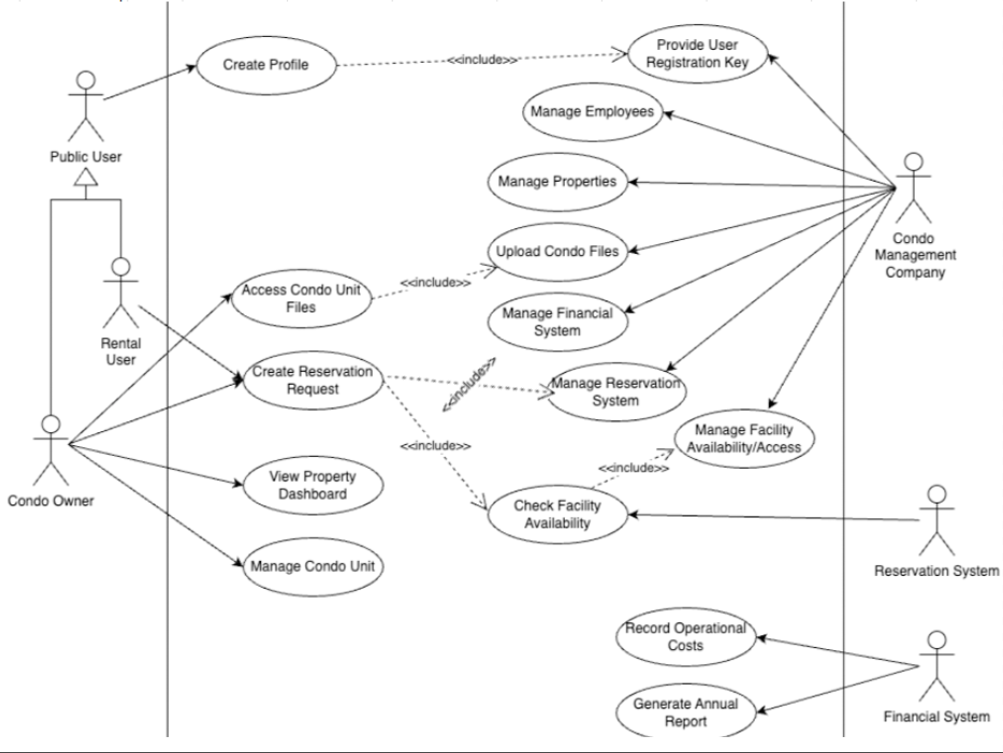 Provide User
Registration Key
Create Profile
<<include>>
Manage Employees
Public User
Manage Properties
Condo
Management
Company
Upload Condo Files
<<include>>
Access Condo Unit
Files
Manage Financial
System
Rental
User
Create Reservation
Request
<<include>>
Manage Reservation
System
Manage Facility
Availability/Access
<<include>>
<<include>>
View Property
Dashboard
Condo Owner
Check Facility
Availability
Manage Condo Unit
Reservation System
Record Operational
Costs
Generate Annual
Report
Financial System